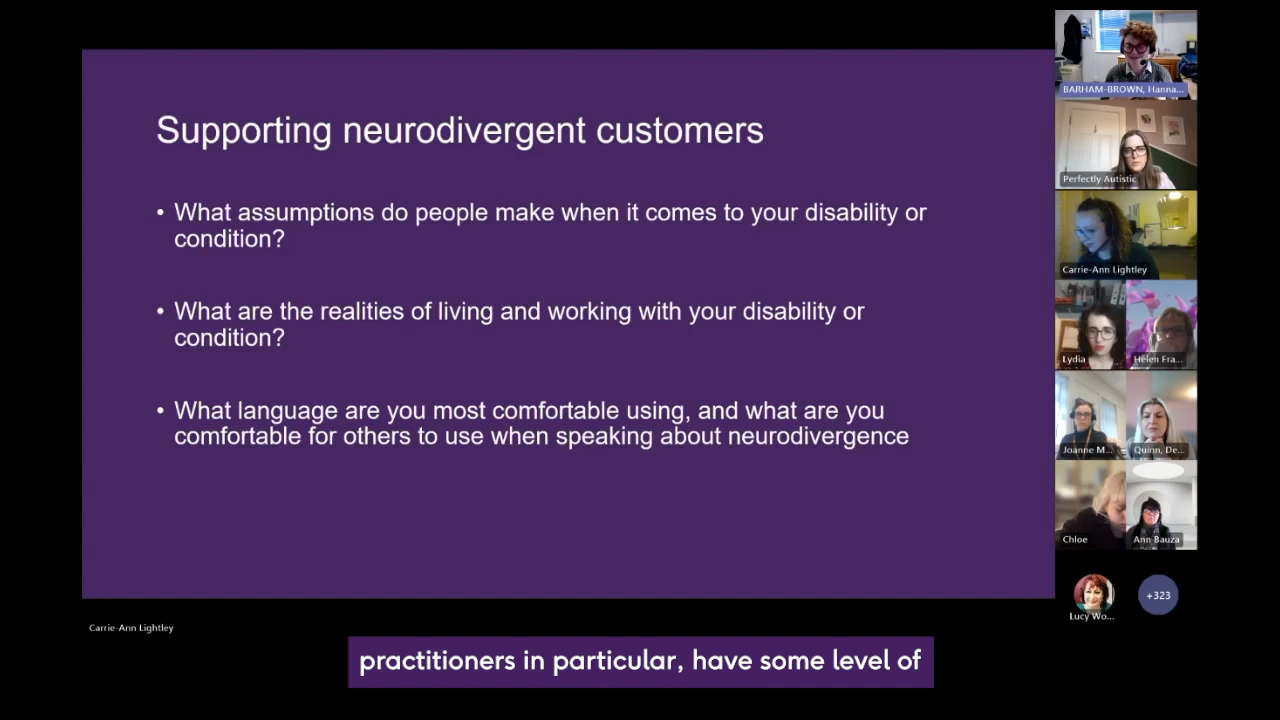 Supporting neurodivergent customers
• What assumptions do people make when it comes to your disability or
condition?
• What are the realities of living and working with your disability or
condition?
• What language are you most comfortable using, and what are you
comfortable for others to use when speaking about neurodivergence
BARHAM-BROWN, Hanna...
Perfectly Autistic
Carrie-Ann Lightley
Lydia
Helen Fra...
Joanne M...
Quinn, De...
Chloe
Ann Bauza
Lucy Wo...
+323
Carrie-Ann Lightley
practitioners in particular, have some level of